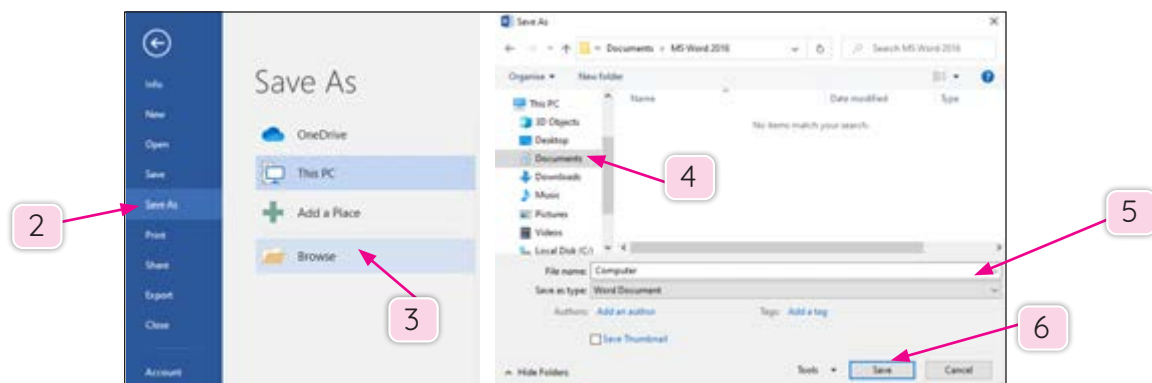 Info
New
Open
Save
Save As
Print
Share
Export
Close
Account
Save As
OneDrive
This PC
Add a Place
Browse
2
3
Save As
Documents
MS Word 2016
Search MS Word 2016
Organise
New folder
Name
Date modified
Type
No items match your search.
This PC
3D Objects
Desktop
Documents
Downloads
Music
Pictures
Videos
Local Disk (C:)
4
File name: Computer
Save as type: Word Document
Authors: Add an author
Tags: Add a tag
Save Thumbnail
Hide Folders
Tools
Save
Cancel
5
6